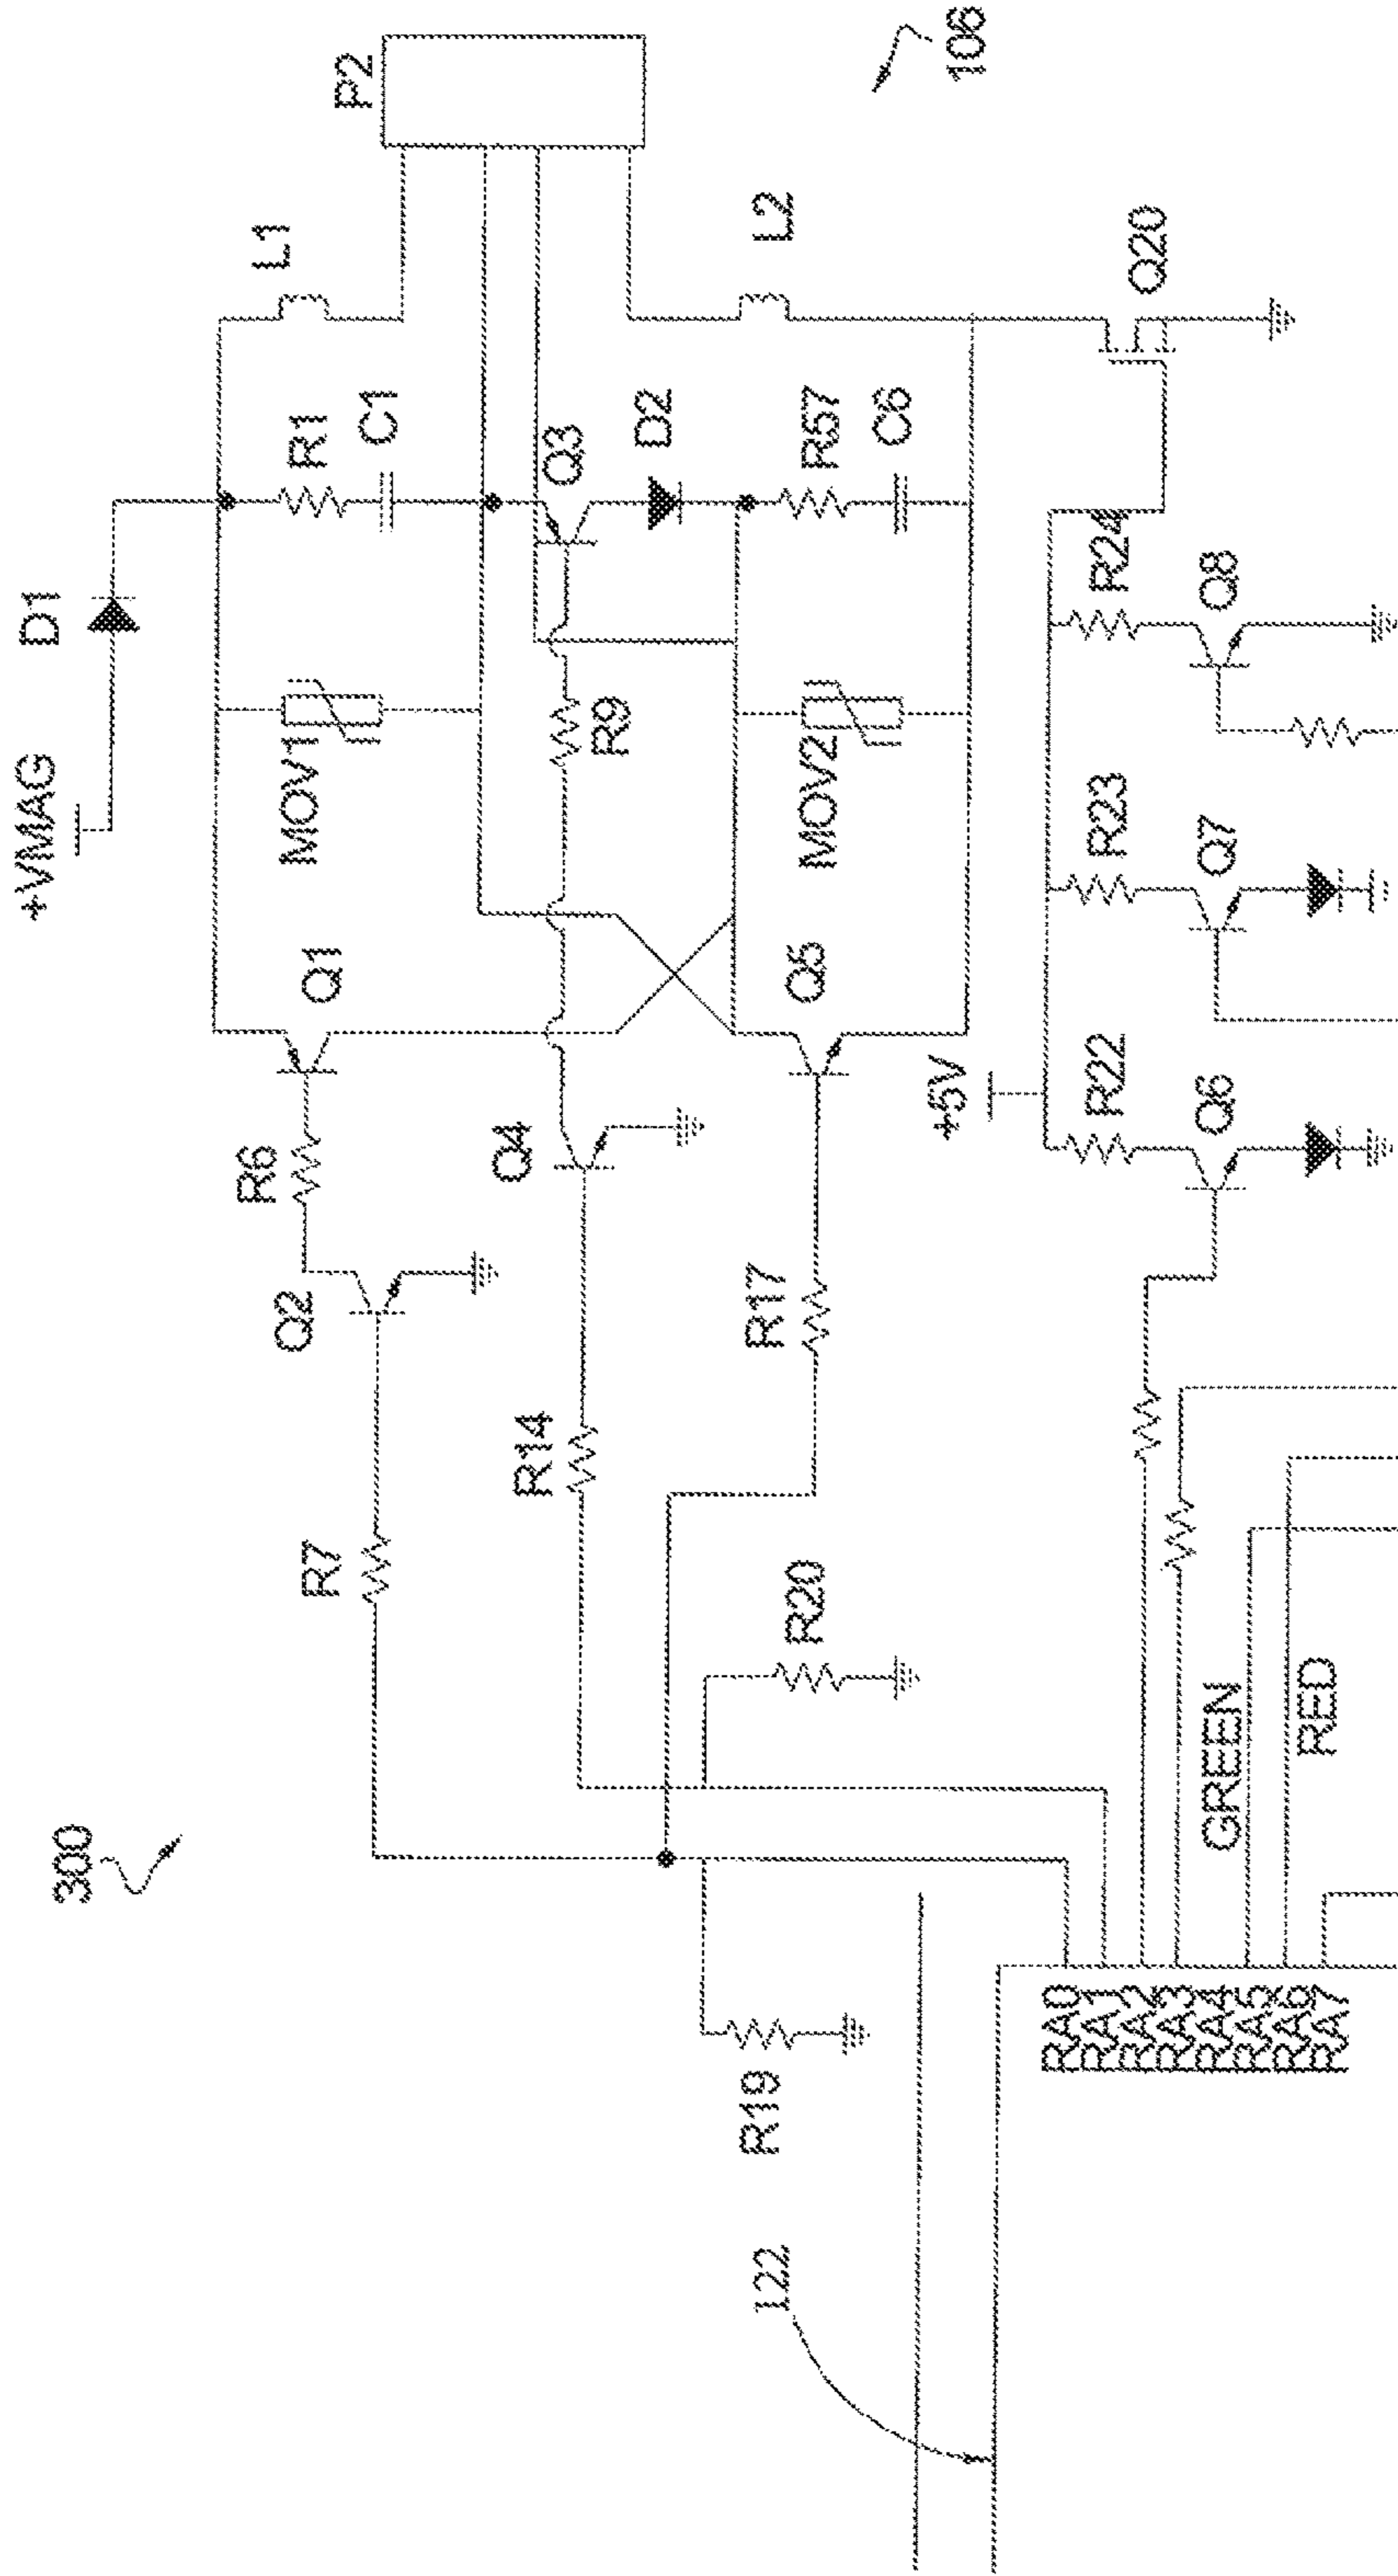 +VMAG
D1
P2
L1
R1
C1
106
MOV1
Q1
R6
Q2
R7
300
Q3
D2
R9
Q4
R14
L2
R57
C6
MOV2
Q5
R17
R20
R19
122
Q20
+5V
R24
R23
R22
Q8
Q7
Q6
GREEN
RED
RA0
RA1
RA2
RA3
RA4
RA5
RA6
RA7